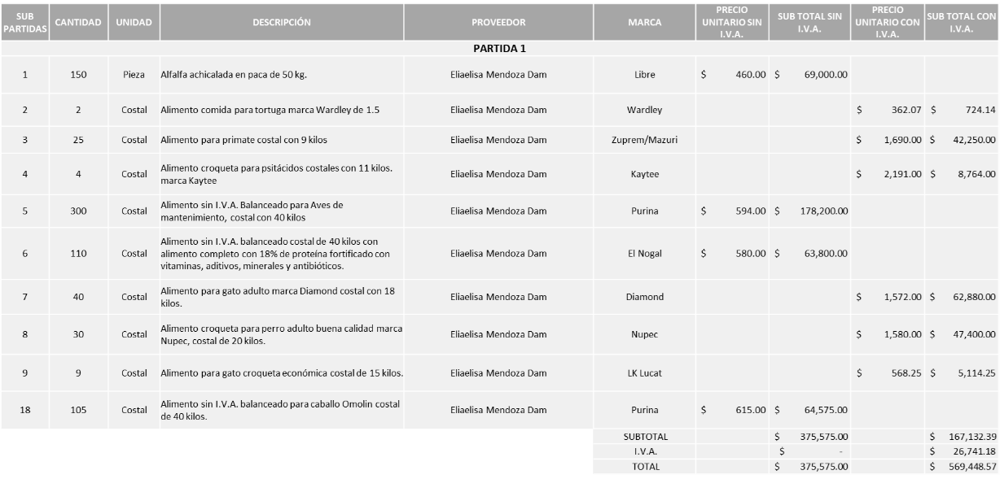 SUB PARTIDAS CANTIDAD UNIDAD DESCRIPCIÓN PROVEEDOR MARCA PRECIO UNITARIO SIN I.V.A. SUB TOTAL SIN I.V.A. PRECIO UNITARIO CON I.V.A. SUB TOTAL CON I.V.A.
PARTIDA 1
1 150 Pieza Alfalfa achicalada en paca de 50 kg. Eliaelisa Mendoza Dam Libre $ 460.00 $ 69,000.00
2 2 Costal Alimento comida para tortuga marca Wardley de 1.5 Eliaelisa Mendoza Dam Wardley $ 362.07 $ 724.14
3 25 Costal Alimento para primate costal con 9 kilos Eliaelisa Mendoza Dam Zuprem/Mazuri $ 1,690.00 $ 42,250.00
4 4 Costal Alimento croqueta para psitácidos costales con 11 kilos. marca Kaytee Eliaelisa Mendoza Dam Kaytee $ 2,191.00 $ 8,764.00
5 300 Costal Alimento sin I.V.A. Balanceado para Aves de mantenimiento, costal con 40 kilos Eliaelisa Mendoza Dam Purina $ 594.00 $ 178,200.00
6 110 Costal Alimento sin I.V.A. balanceado costal de 40 kilos con alimento completo con 18% de proteína fortificado con vitaminas, aditivos, minerales y antibióticos. Eliaelisa Mendoza Dam El Nogal $ 580.00 $ 63,800.00
7 40 Costal Alimento para gato adulto marca Diamond costal con 18 kilos. Eliaelisa Mendoza Dam Diamond $ 1,572.00 $ 62,880.00
8 30 Costal Alimento croqueta para perro adulto buena calidad marca Nupec, costal de 20 kilos. Eliaelisa Mendoza Dam Nupec $ 1,580.00 $ 47,400.00
9 9 Costal Alimento para gato croqueta económica costal de 15 kilos. Eliaelisa Mendoza Dam LK Lucat $ 568.25 $ 5,114.25
18 105 Costal Alimento sin I.V.A. balanceado para caballo Omolin costal de 40 kilos. Eliaelisa Mendoza Dam Purina $ 615.00 $ 64,575.00
SUBTOTAL $ 375,575.00 $ 167,132.39
I.V.A. $ - $ 26,741.18
TOTAL $ 375,575.00 $ 569,448.57